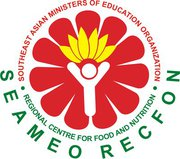 SOUTHEAST ASIAN MINISTERS OF EDUCATION ORGANIZATION
• REGIONAL CENTRE FOR FOOD AND NUTRITION •
SEAMEO RECFON